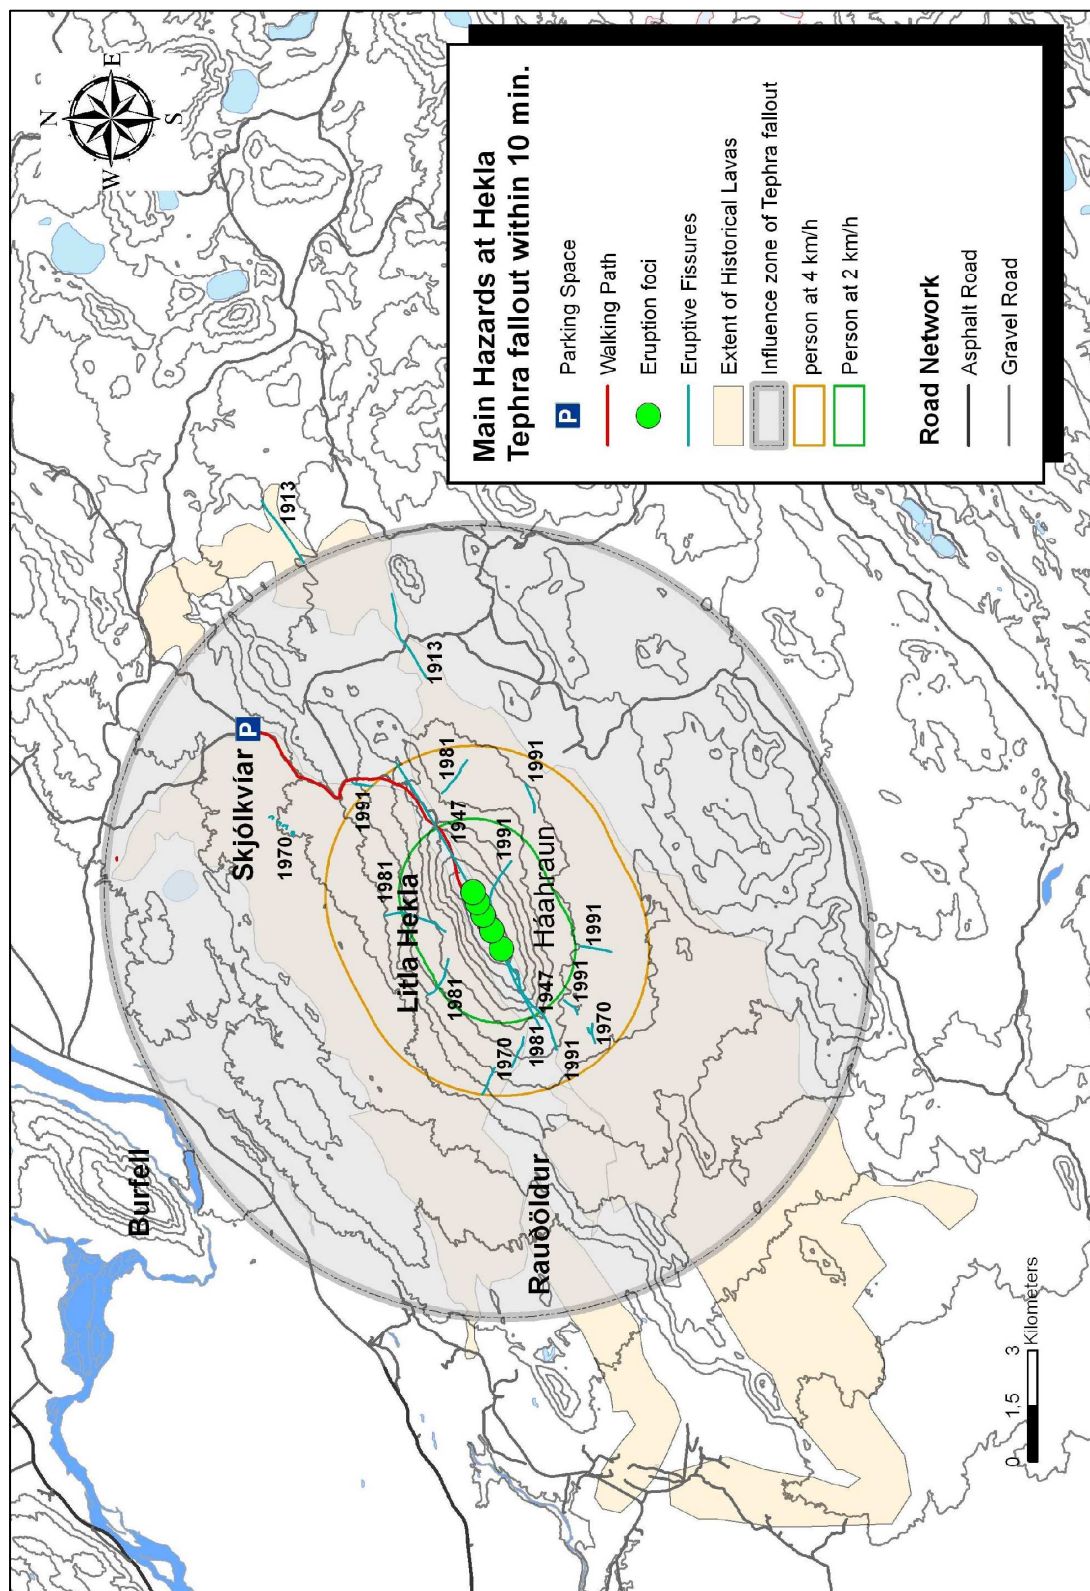 N
W
E
S
Main Hazards at Hekla
Tephra fallout within 10 min.
P Parking Space
Walking Path
Eruption foci
Eruptive Fissures
Extent of Historical Lavas
Influence zone of Tephra fallout
person at 4 km/h
Person at 2 km/h
Road Network
Asphalt Road
Gravel Road
Burfell
Skjólkvíar P
1913
1970
1913
1991
1981
Litla Hekla
1981
1947
1981
1991
1991
Háahraun
1970
1981
1947
1991
1991
1991
1970
Rauðöldur
0 1,5 3
Kilometers